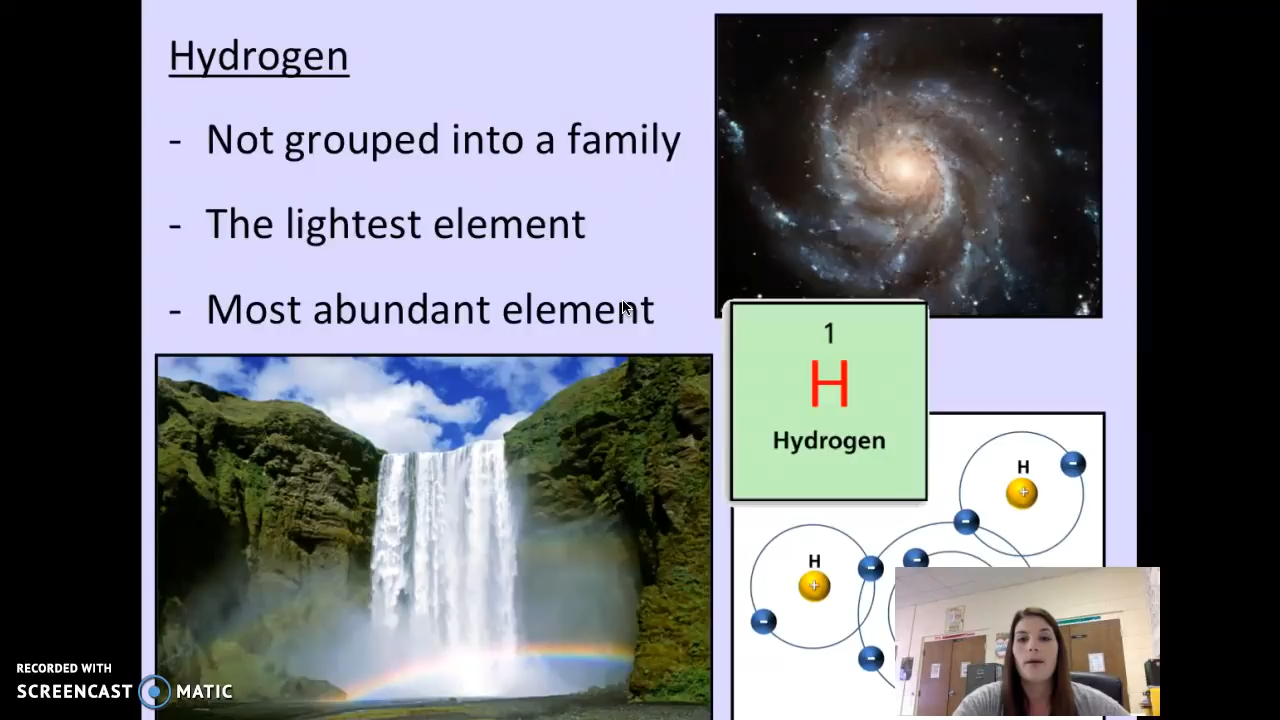 Hydrogen
- Not grouped into a family
- The lightest element
- Most abundant element
1
H
Hydrogen
H
+
-
-
H
+
-
-
-
-
RECORDED WITH
SCREENCAST MATIC